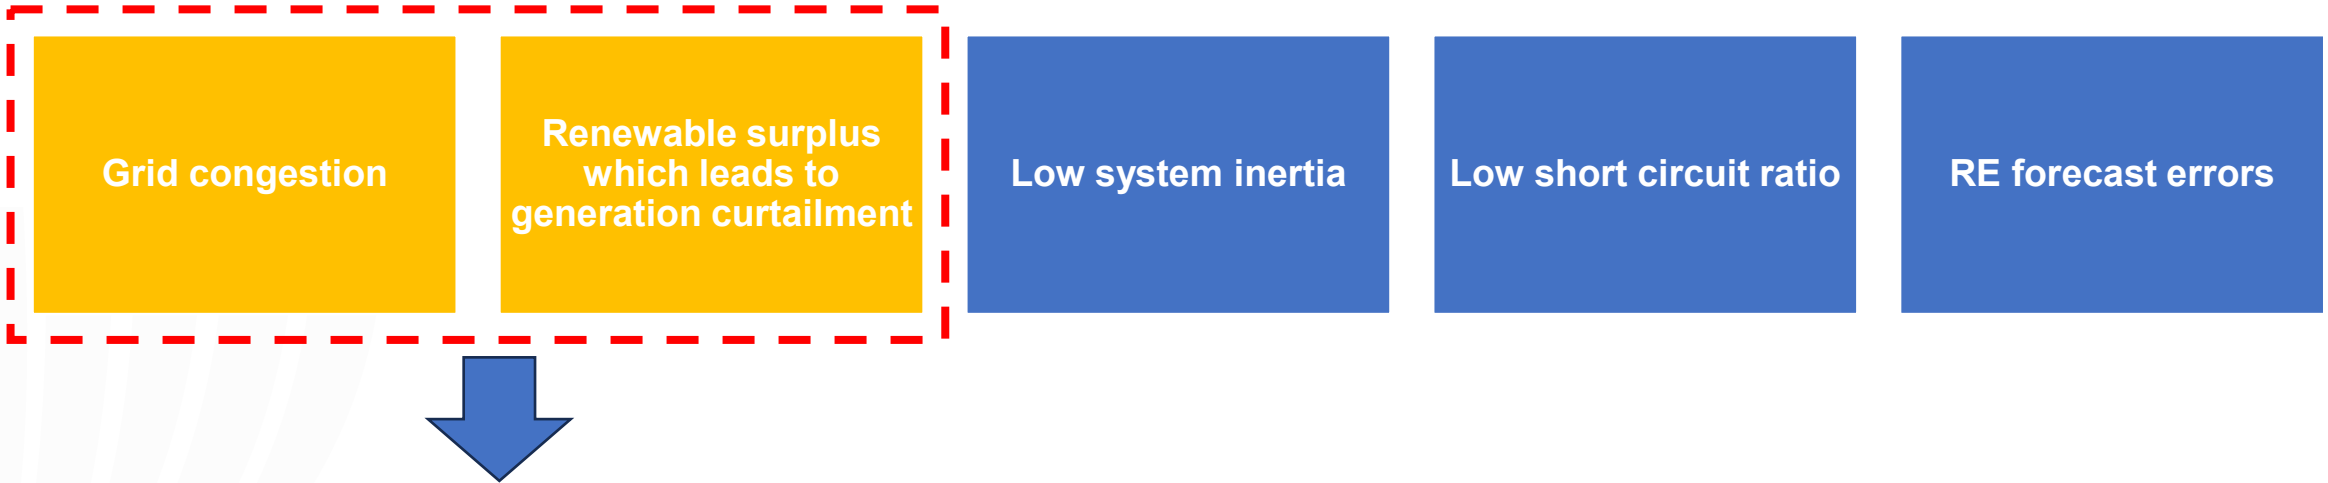 Grid congestion
Renewable surplus
which leads to
generation curtailment
Low system inertia
Low short circuit ratio
RE forecast errors